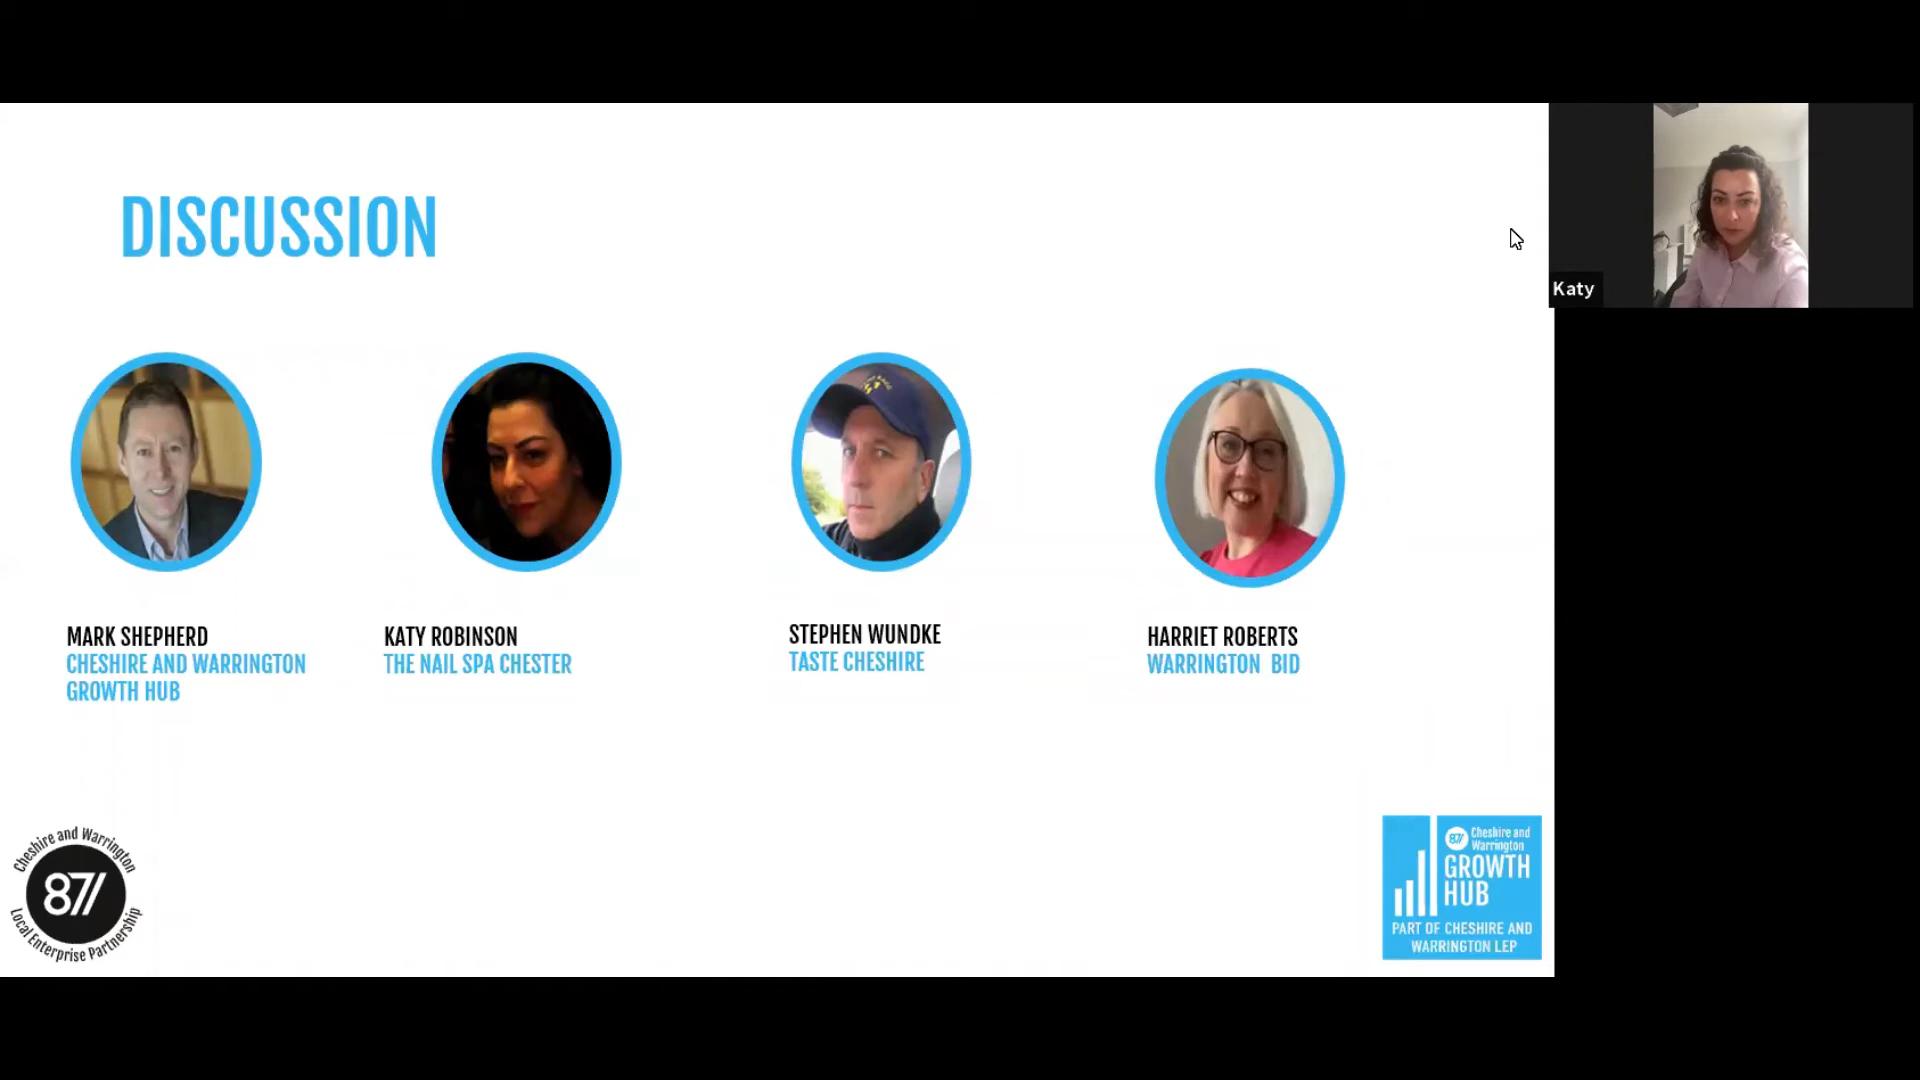 DISCUSSION
Katy
MARK SHEPHERD
CHESHIRE AND WARRINGTON
GROWTH HUB
KATY ROBINSON
THE NAIL SPA CHESTER
STEPHEN WUNDKE
TASTE CHESHIRE
HARRIET ROBERTS
WARRINGTON BID
Cheshire and Warrington
87//
Local Enterprise Partnership
87//
Cheshire and
Warrington
GROWTH
HUB
PART OF CHESHIRE AND
WARRINGTON LEP